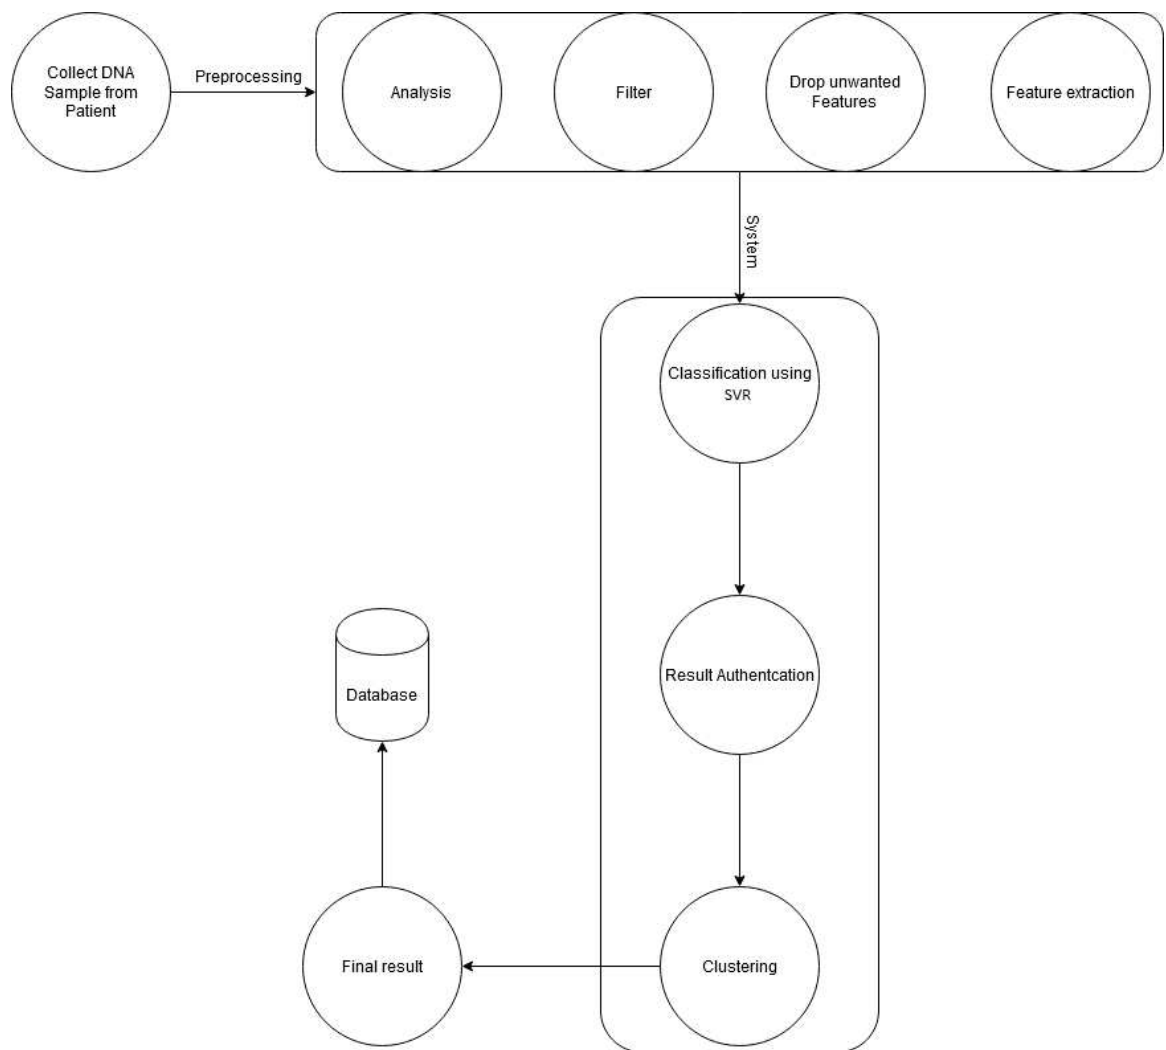 Collect DNA
Sample from
Patient
Preprocessing
Analysis
Filter
Drop unwanted
Features
Feature extraction
System
Classification using
SVR
Result Authentcation
Database
Final result
Clustering